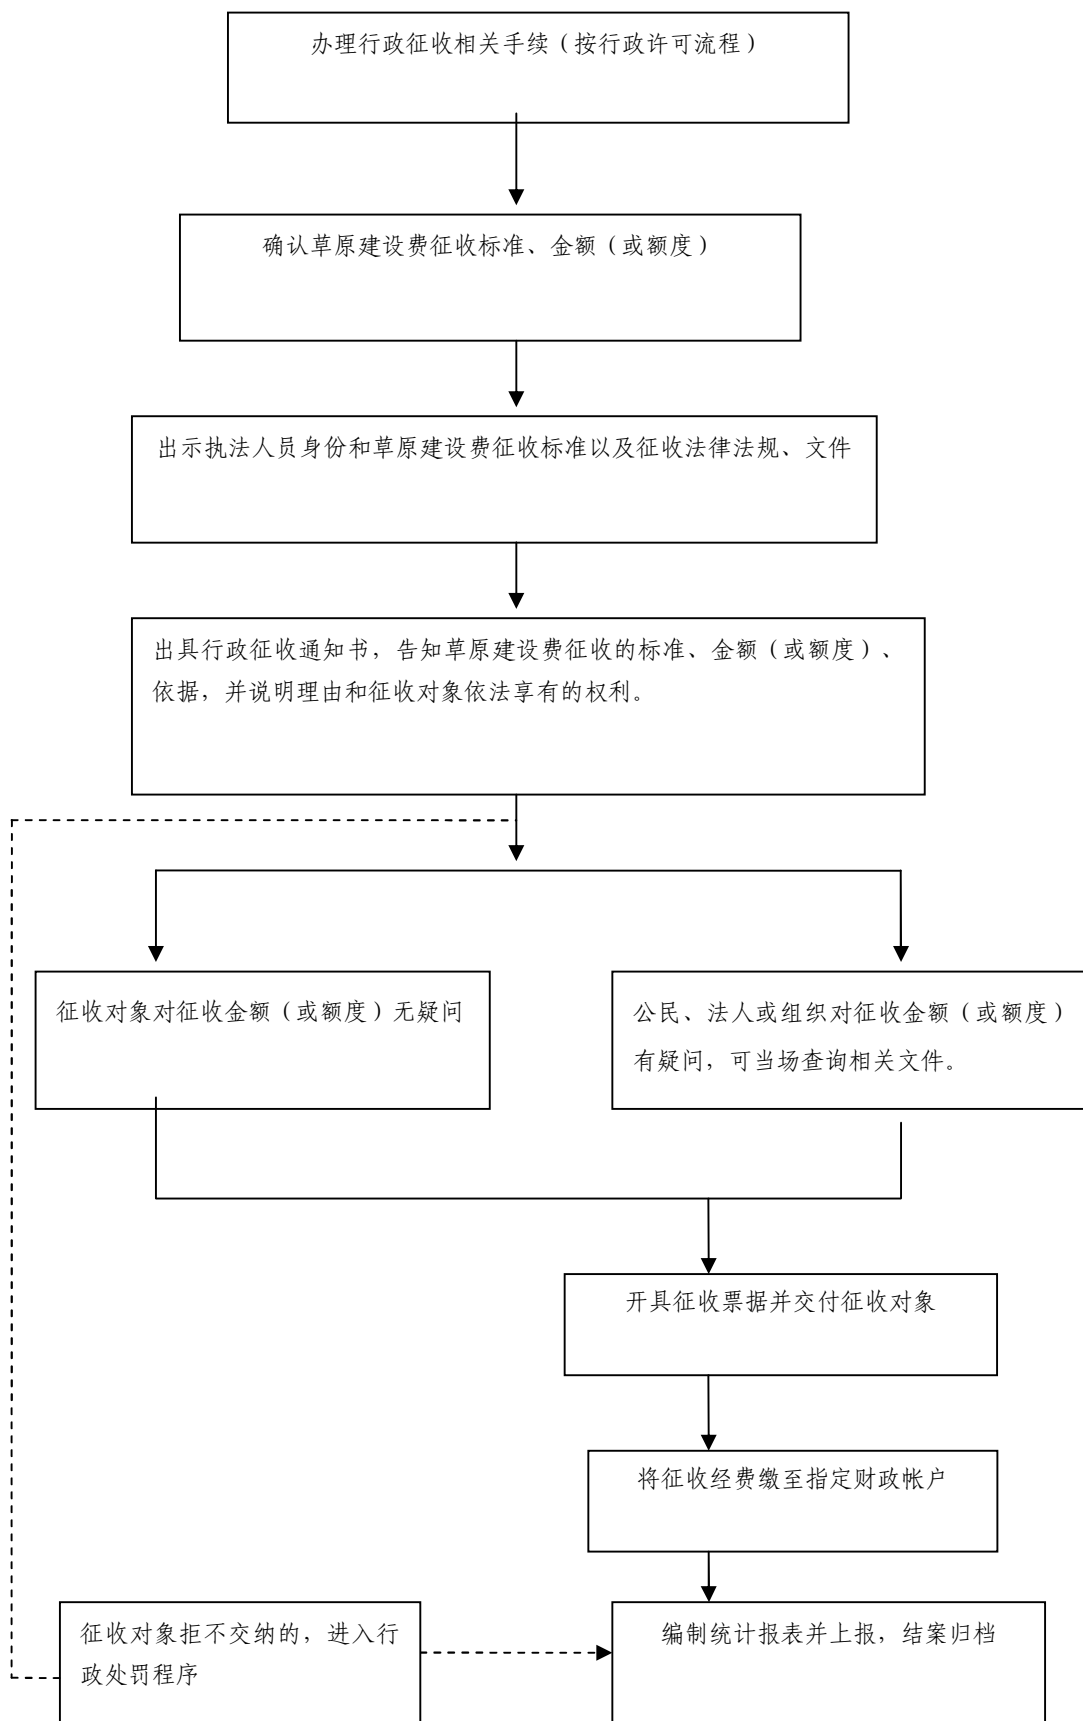 办理行政征收相关手续（按行政许可流程）
确认草原建设费征收标准、金额（或额度）
出示执法人员身份和草原建设费征收标准以及征收法律法规、文件
出具行政征收通知书，告知草原建设费征收的标准、金额（或额度）、
依据，并说明理由和征收对象依法享有的权利。
征收对象对征收金额（或额度）无疑问
公民、法人或组织对征收金额（或额度）
有疑问，可当场查询相关文件。
开具征收票据并交付征收对象
将征收经费缴至指定财政帐户
征收对象拒不交纳的，进入行
政处罚程序
编制统计报表并上报，结案归档